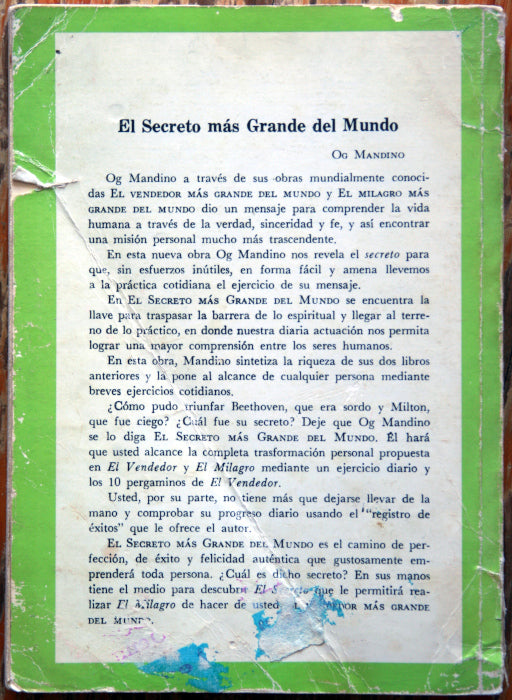 El Secreto más Grande del Mundo
Og Mandino
Og Mandino a través de sus obras mundialmente conoci-
das El vendedor más grande del mundo y El milagro más
grande del mundo dio un mensaje para comprender la vida
humana a través de la verdad, sinceridad y fe, y así encontrar
una misión personal mucho más trascendente.
En esta nueva obra Og Mandino nos revela el secreto para
que, sin esfuerzos inútiles, en forma fácil y amena llevemos
a la práctica cotidiana el ejercicio de su mensaje.
En El Secreto más Grande del Mundo se encuentra la
llave para traspasar la barrera de lo espiritual y llegar al terre-
no de lo práctico, en donde nuestra diaria actuación nos permita
lograr una mayor comprensión entre los seres humanos.
En esta obra, Mandino sintetiza la riqueza de sus dos libros
anteriores y la pone al alcance de cualquier persona mediante
breves ejercicios cotidianos.
¿Cómo pudo triunfar Beethoven, que era sordo y Milton,
que fue ciego? ¿Cuál fue su secreto? Deje que Og Mandino
se lo diga El Secreto más Grande del Mundo. Él hará
que usted alcance la completa trasformación personal propuesta
en El Vendedor y El Milagro mediante un ejercicio diario y
los 10 pergaminos de El Vendedor.
Usted, por su parte, no tiene más que dejarse llevar de la
mano y comprobar su progreso diario usando el "registro de
éxitos" que le ofrece el autor.
El Secreto más Grande del Mundo es el camino de per-
fección, de éxito y felicidad auténtica que gustosamente em-
prenderá toda persona. ¿Cuál es dicho secreto? En sus manos
tiene el medio para descubrir El Secreto que le permitirá rea-
lizar El Milagro de hacer de usted más grande
del mundo.